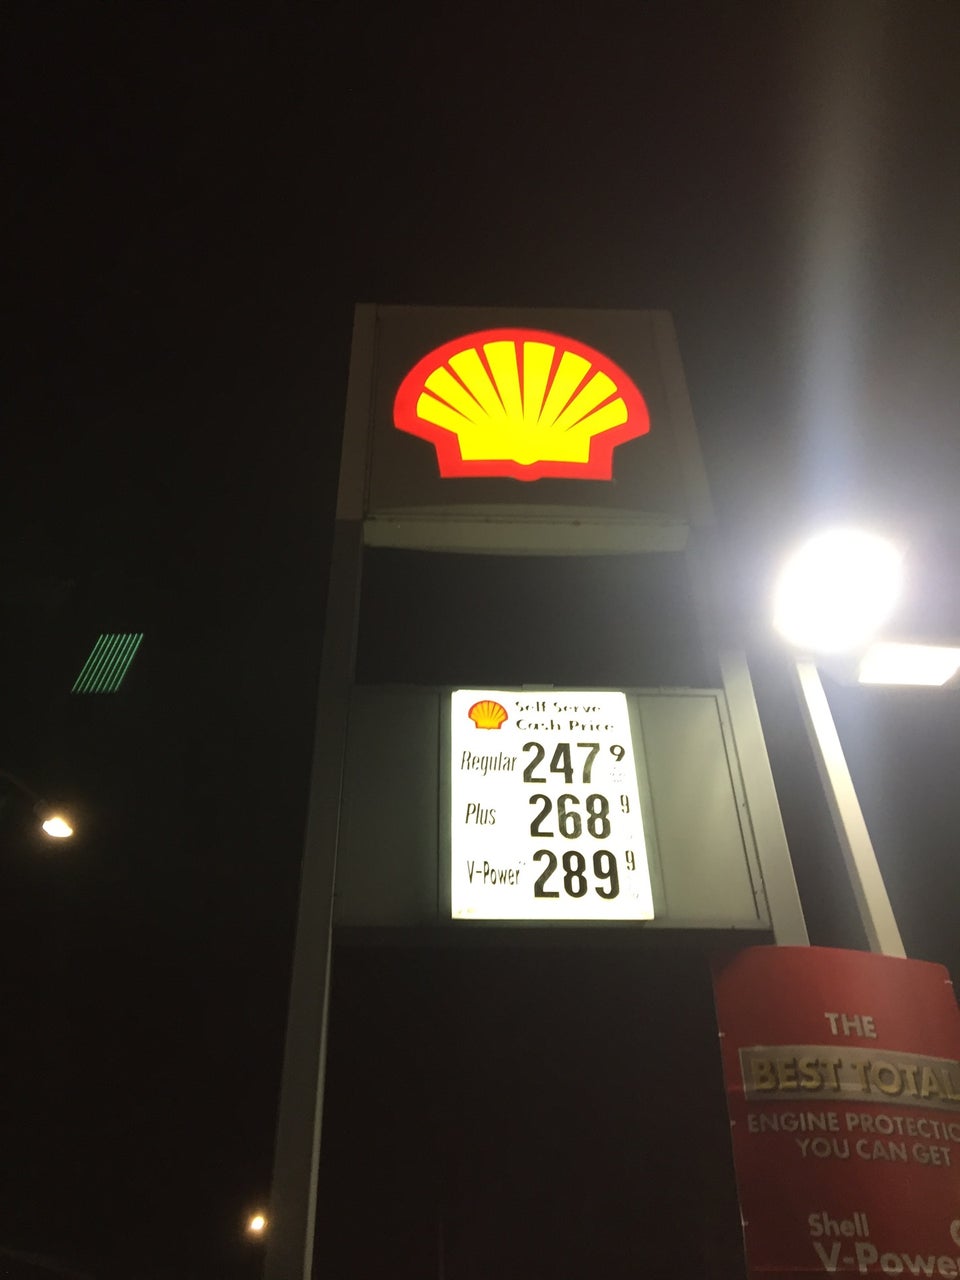 Self Serve
Cash Price
Regular 247 9
Plus 268 9
V-Power 289 9
THE
BEST TOTAL
ENGINE PROTECTIO
YOU CAN GET
Shell
V-Powe